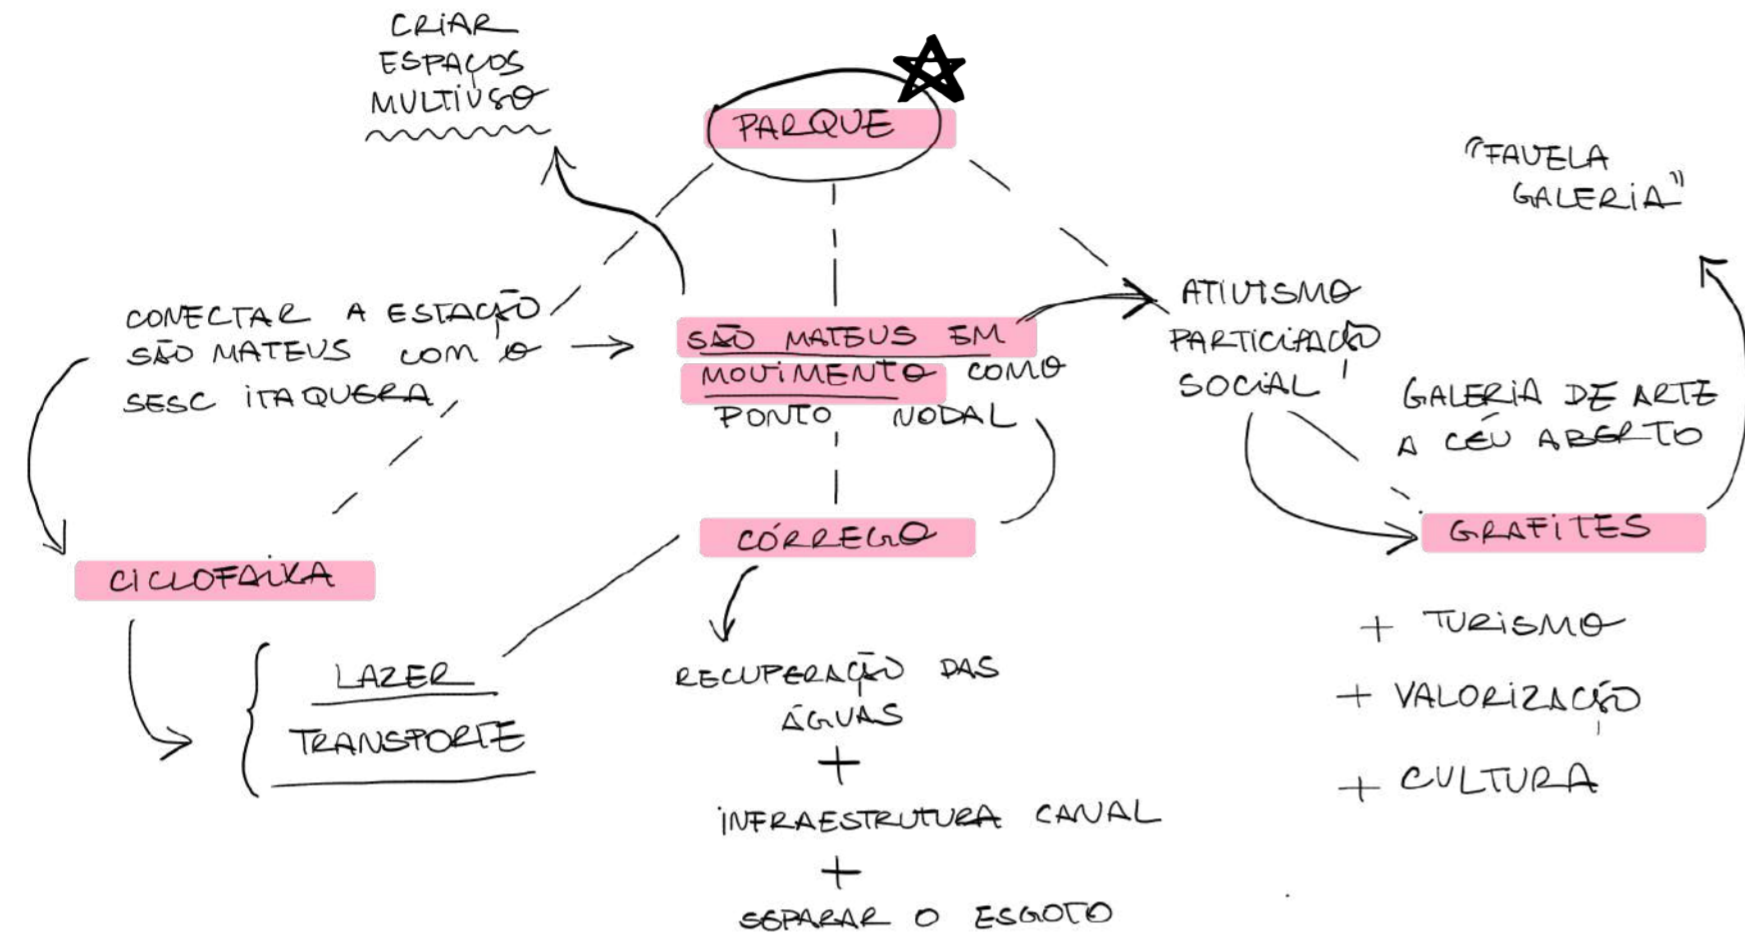 CRIAR
ESPAÇOS
MULTIUSO
PARQUE
"FAVELA
GALERIA"
CONECTAR A ESTAÇÃO
SÃO MATEUS COM O
SESC ITAQUERA
SÃO MATEUS EM
MOVIMENTO COMO
PONTO NODAL
ATIVISMO
PARTICIPAÇÃO
SOCIAL
GALERIA DE ARTE
A CÉU ABERTO
GRAFITES
+ TURISMO
+ VALORIZAÇÃO
+ CULTURA
CICLOFAIXA
LAZER
TRANSPORTE
CÓRREGO
RECUPERAÇÃO DAS
ÁGUAS
+
INFRAESTRUTURA CANAL
+
SEPARAR O ESGOTO